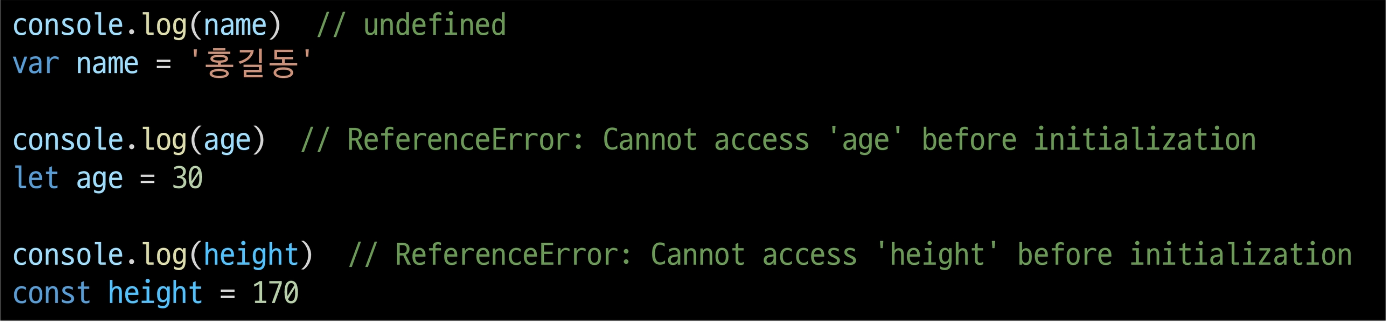 console.log(name)  // undefined
var name = '홍길동'
console.log(age)  // ReferenceError: Cannot access 'age' before initialization
let age = 30
console.log(height)  // ReferenceError: Cannot access 'height' before initialization
const height = 170